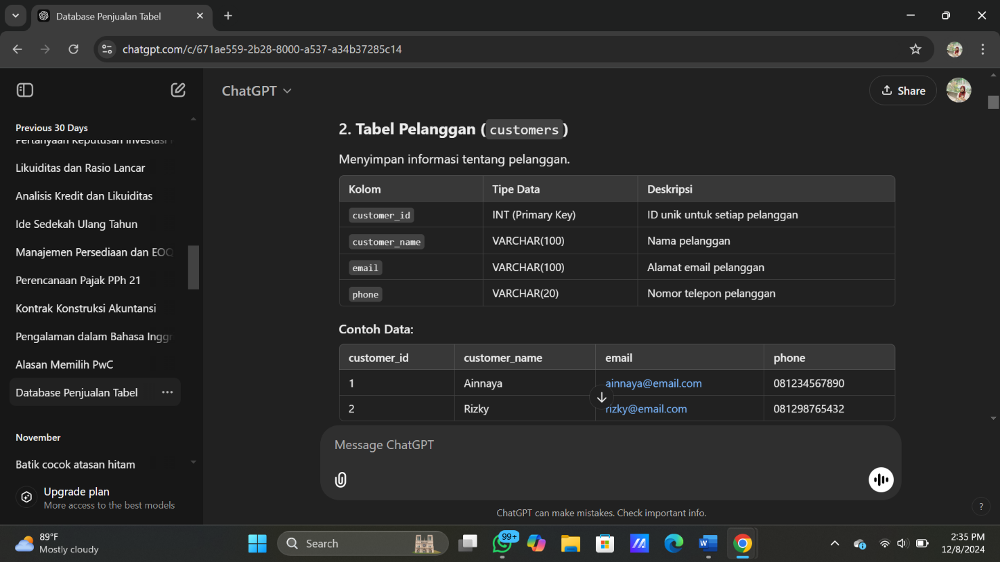 Database Penjualan Tabel
chatgpt.com/c/671ae559-2b28-8000-a537-a34b37285c14
ChatGPT
Share
Previous 30 Days
Pertanyaan Keputusan Investasi
Likuiditas dan Rasio Lancar
Analisis Kredit dan Likuiditas
Ide Sedekah Ulang Tahun
Manajemen Persediaan dan EOQ
Perencanaan Pajak PPh 21
Kontrak Konstruksi Akuntansi
Pengalaman dalam Bahasa Inggr
Alasan Memilih PwC
Database Penjualan Tabel
November
Batik cocok atasan hitam
Upgrade plan
More access to the best models
2. Tabel Pelanggan (customers)
Menyimpan informasi tentang pelanggan.
Kolom Tipe Data Deskripsi
customer_id INT (Primary Key) ID unik untuk setiap pelanggan
customer_name VARCHAR(100) Nama pelanggan
email VARCHAR(100) Alamat email pelanggan
phone VARCHAR(20) Nomor telepon pelanggan
Contoh Data:
customer_id customer_name email phone
1 Ainnaya ainnaya@email.com 081234567890
2 Rizky rizky@email.com 081298765432
Message ChatGPT
ChatGPT can make mistakes. Check important info.
?
89°F
Mostly cloudy
Search
99+
W
2:35 PM
12/8/2024